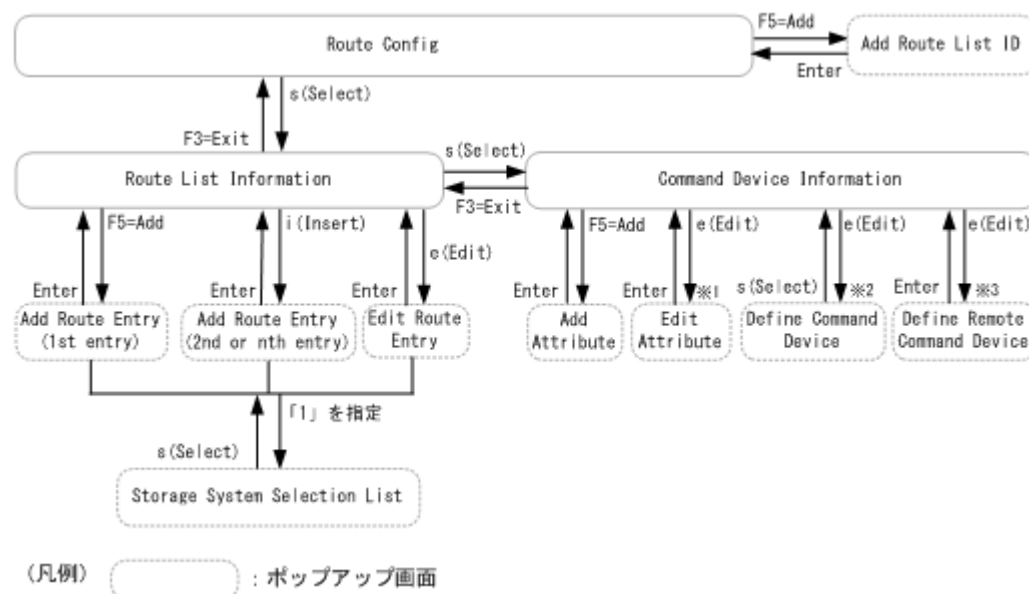 F5=Add
Route Config
Add Route List ID
Enter
s(Select)
F3=Exit
s(Select)
Route List Information
Command Device Information
F3=Exit
F5=Add
i(Insert)
e(Edit)
F5=Add
e(Edit)
e(Edit)
e(Edit)
Enter
Enter
Enter
Enter
Enter
※1
s(Select)
※2
Enter
※3
Add Route Entry
(1st entry)
Add Route Entry
(2nd or nth entry)
Edit Route
Entry
Add
Attribute
Edit
Attribute
Define Command
Device
Define Remote
Command Device
「1」を指定
s(Select)
Storage System Selection List
(凡例)
:ポップアップ画面